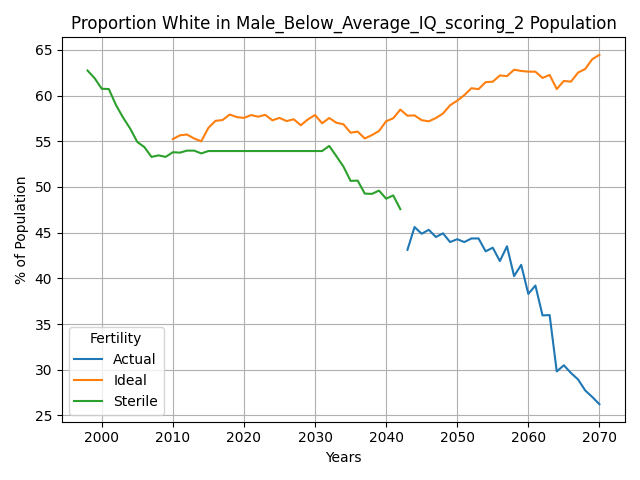 Proportion White in Male_Below_Average_IQ_scoring_2 Population
% of Population
65
60
55
50
45
40
35
30
25
Fertility
Actual
Ideal
Sterile
2000
2010
2020
2030
2040
2050
2060
2070
Years